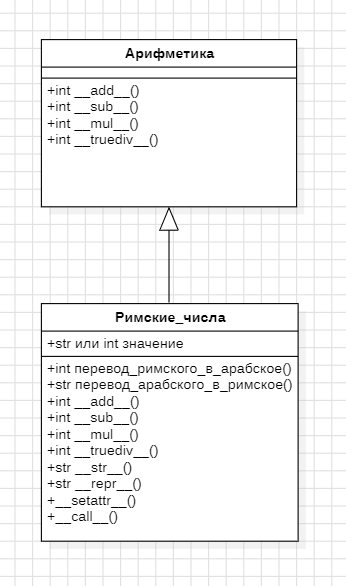 Арифметика
+int __add__()
+int __sub__()
+int __mul__()
+int __truediv__()
Римские_числа
+str или int значение
+int перевод_римского_в_арабское()
+str перевод_арабского_в_римское()
+int __add__()
+int __sub__()
+int __mul__()
+int __truediv__()
+str __str__()
+str __repr__()
+__setattr__()
+__call__()